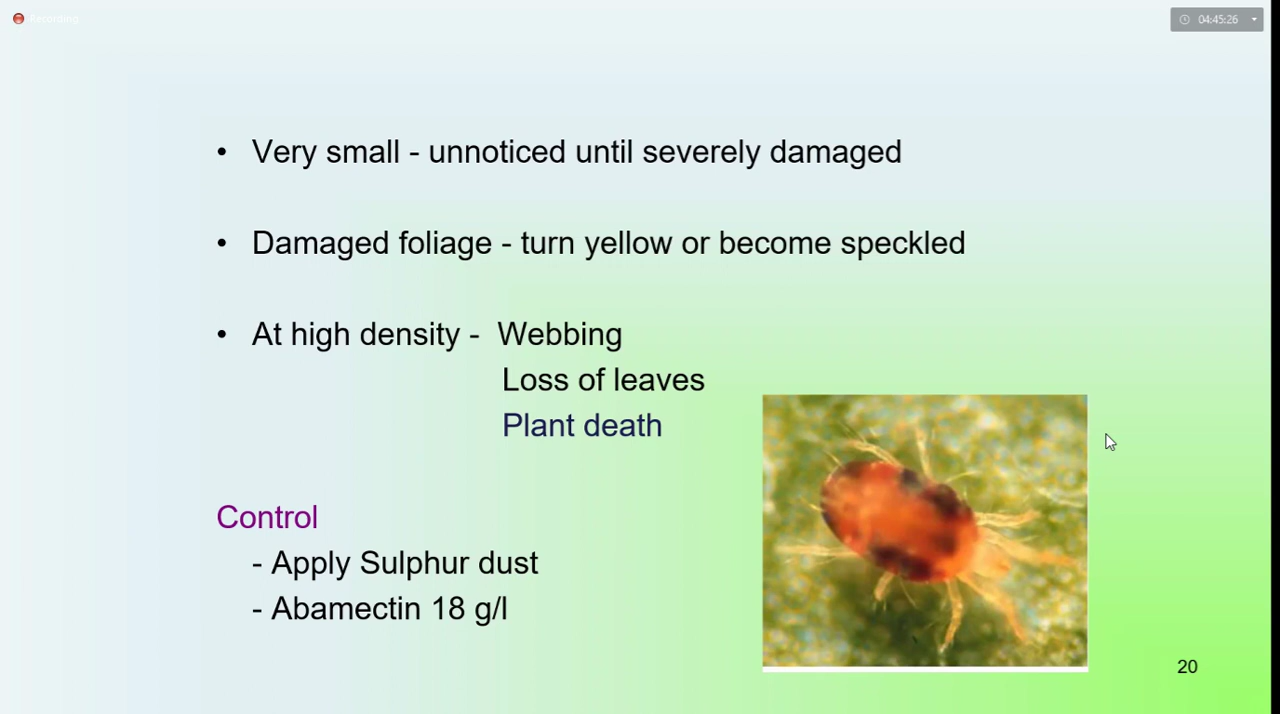 Recording
04:45:26
• Very small - unnoticed until severely damaged
• Damaged foliage - turn yellow or become speckled
• At high density - Webbing
Loss of leaves
Plant death
Control
- Apply Sulphur dust
- Abamectin 18 g/l
20